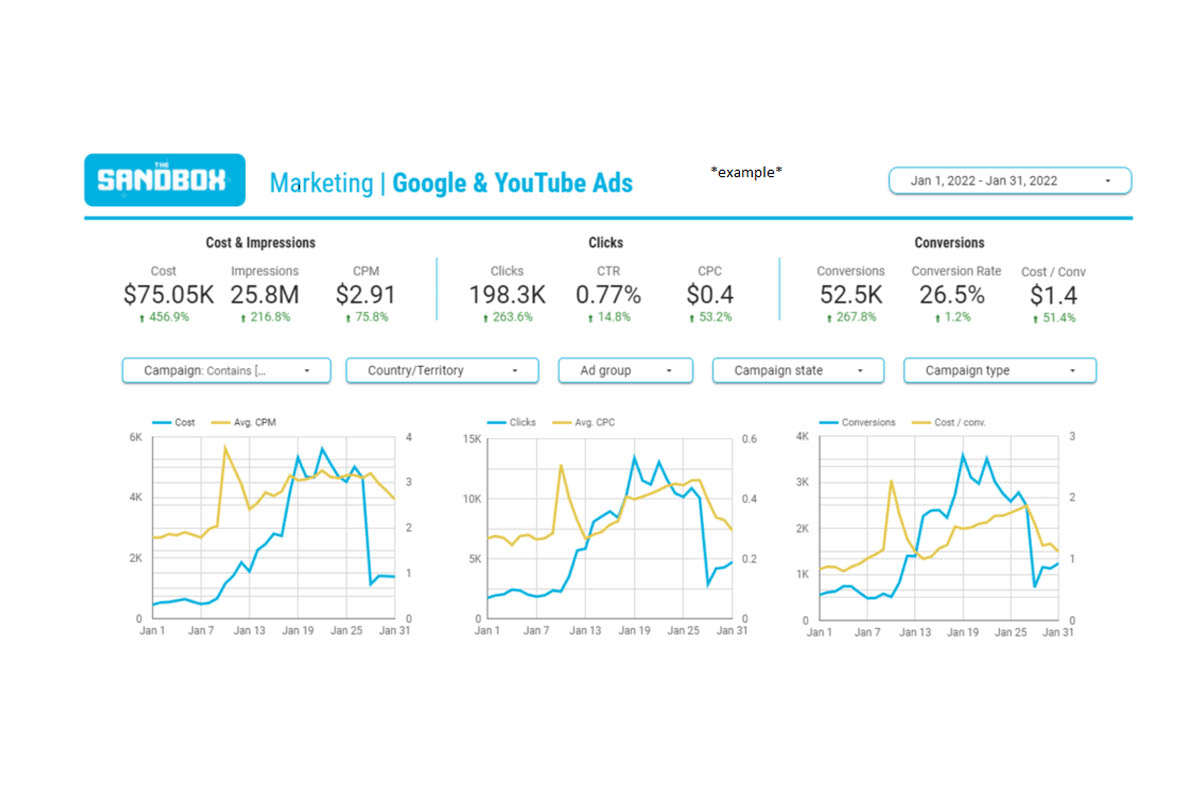 THE
SANDBOX
Marketing | Google & YouTube Ads
*example*
Jan 1, 2022 - Jan 31, 2022
Cost & Impressions
Clicks
Conversions
Cost Impressions CPM
Clicks CTR CPC
Conversions Conversion Rate Cost / Conv
$75.05K 25.8M $2.91
198.3K 0.77% $0.4
52.5K 26.5% $1.4
456.9% 216.8% 75.8%
263.6% 14.8% 53.2%
267.8% 1.2% 51.4%
Campaign: Contains [...
Country/Territory
Ad group
Campaign state
Campaign type
Cost Avg. CPM
6K 4
3
4K
2
2K
1
0 0
Jan 1 Jan 7 Jan 13 Jan 19 Jan 25 Jan 31
Clicks Avg. CPC
15K 0.6
10K 0.4
5K 0.2
0 0
Jan 1 Jan 7 Jan 13 Jan 19 Jan 25 Jan 31
Conversions Cost / conv.
4K 3
3K
2
2K
1
1K
0 0
Jan 1 Jan 7 Jan 13 Jan 19 Jan 25 Jan 31